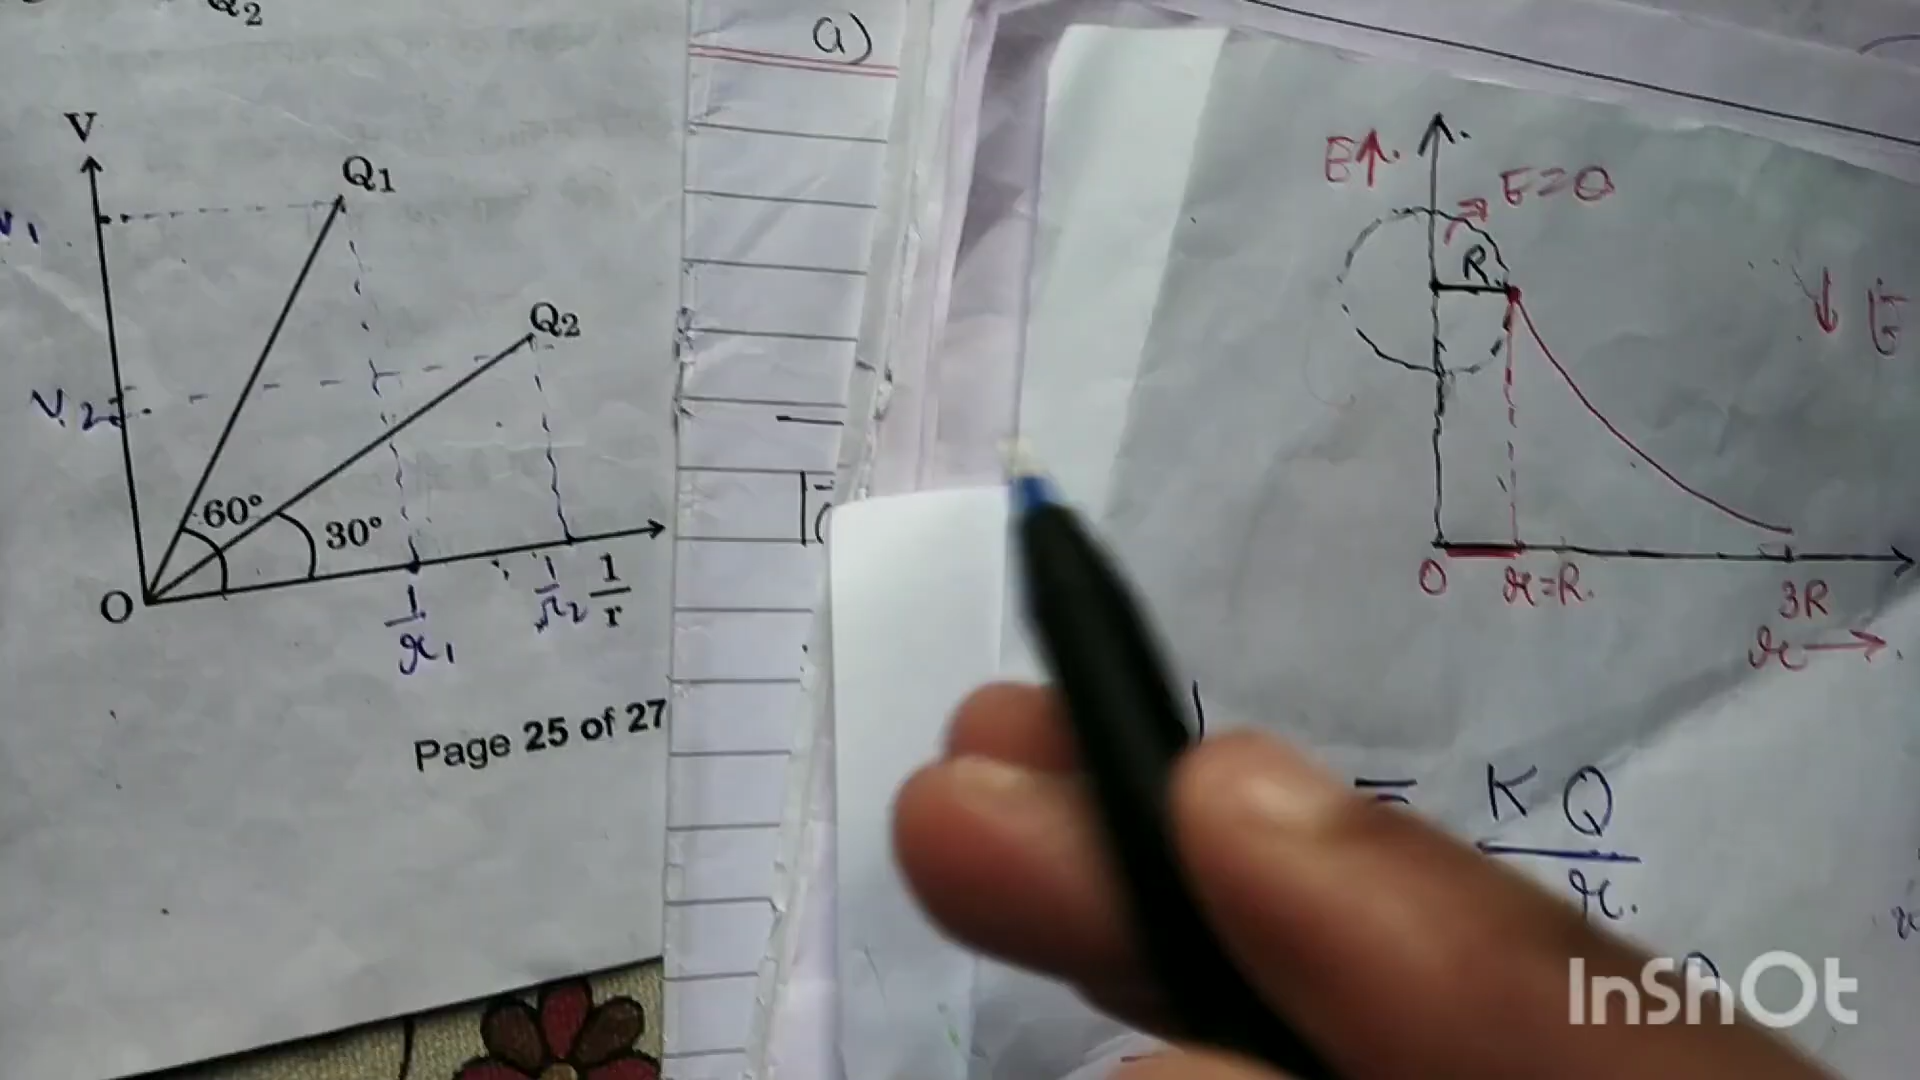 Q2
V
Q1
V1
Q2
V2
60°
30°
O
1
r1
1
r2
1
r
Page 25 of 27
a)
E↑
E=0
R
E
0
r=R.
3R
r→
= KQ
r.
InShOt